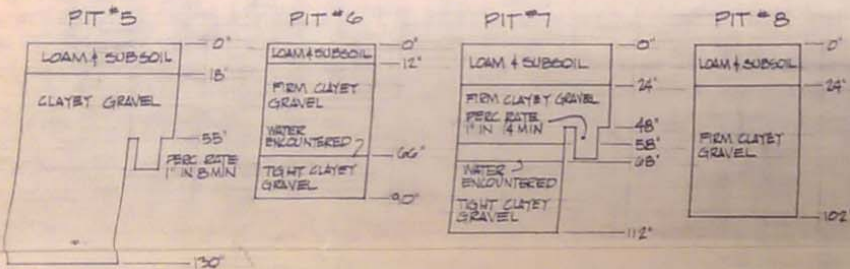 PIT #5
0"
LOAM & SUBSOIL
18"
CLAYEY GRAVEL
55"
PERC RATE
1" IN 8 MIN
130"
PIT #6
0"
LOAM & SUBSOIL
12"
FIRM CLAYEY
GRAVEL
WATER
ENCOUNTERED
66"
TIGHT CLAYEY
GRAVEL
90"
PIT #7
0"
LOAM & SUBSOIL
24"
FIRM CLAYEY GRAVEL
PERC RATE
1" IN 14 MIN
48"
58"
68"
WATER
ENCOUNTERED
TIGHT CLAYEY
GRAVEL
112"
PIT #8
0"
LOAM & SUBSOIL
24"
FIRM CLAYEY
GRAVEL
102